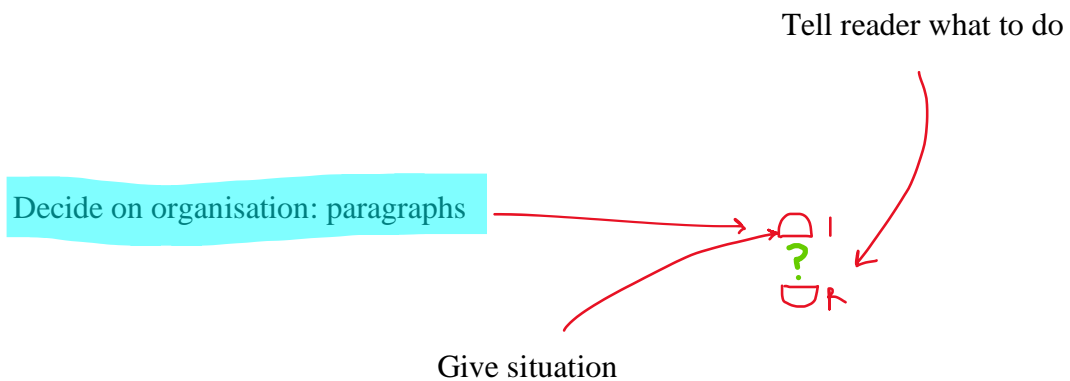 Tell reader what to do
Decide on organisation: paragraphs
I
?
R
Give situation